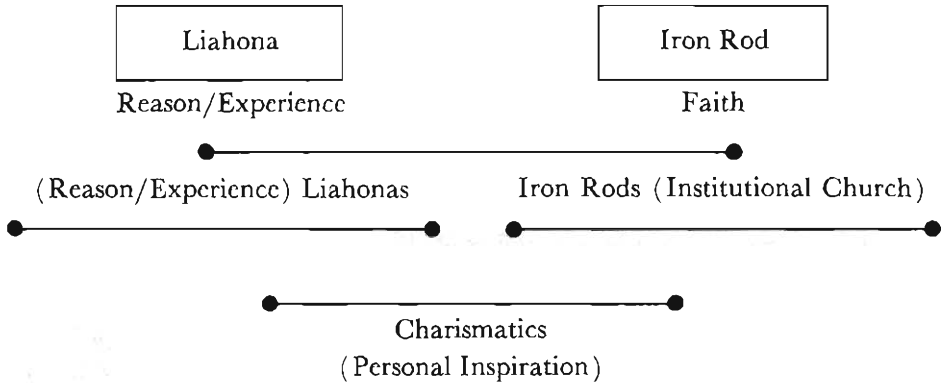 Liahona
Iron Rod
Reason/Experience
Faith
(Reason/Experience) Liahonas
Iron Rods (Institutional Church)
Charismatics
(Personal Inspiration)